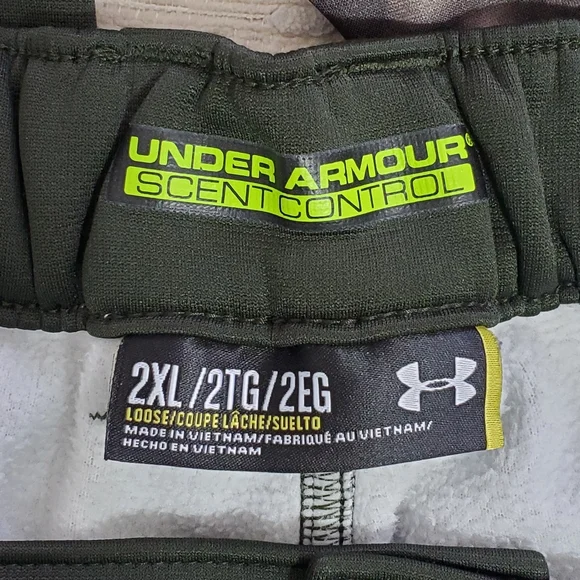 UNDER ARMOUR®
SCENT CONTROL
2XL/2TG/2EG
LOOSE/COUPE LÂCHE/SUELTO
MADE IN VIETNAM/FABRIQUÉ AU VIETNAM/
HECHO EN VIETNAM